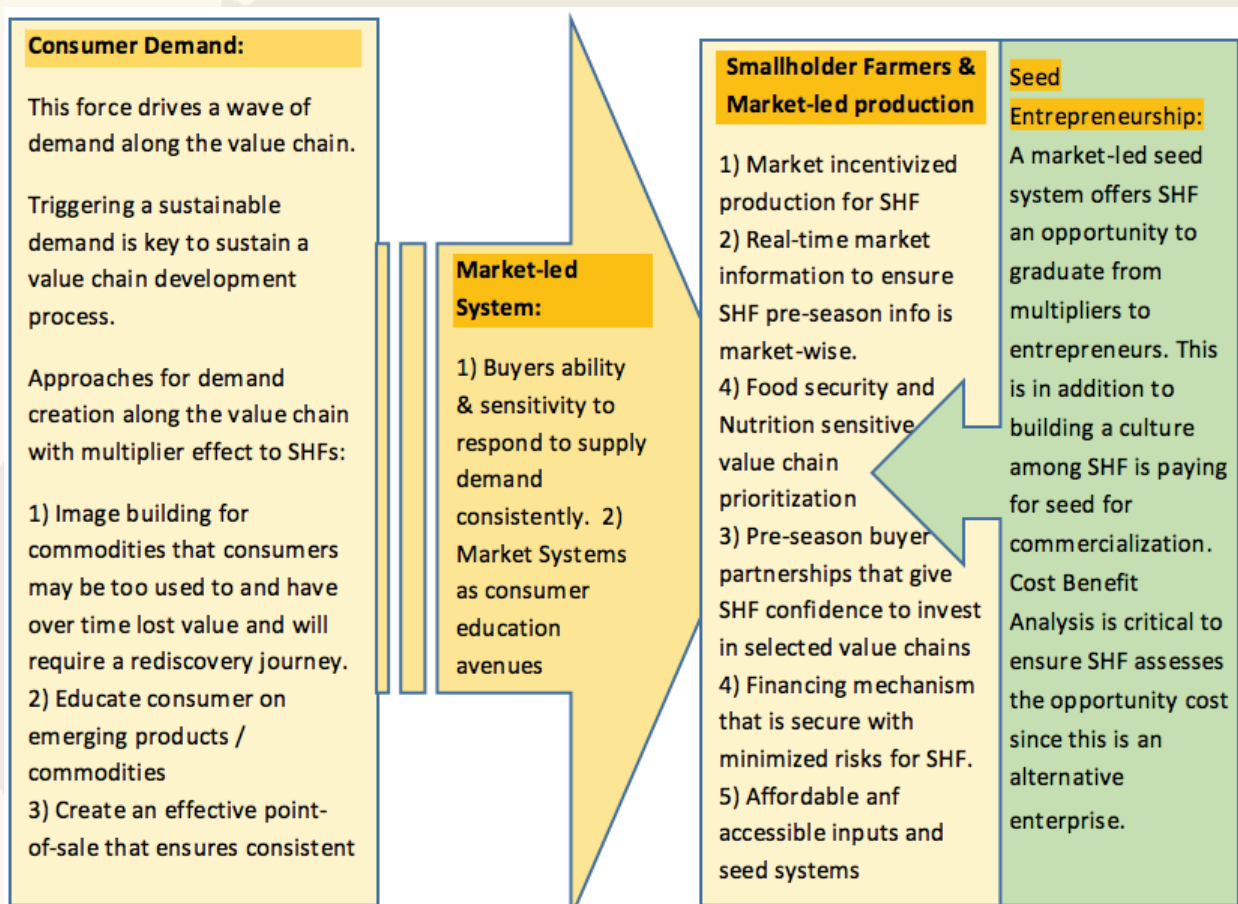 Consumer Demand:
This force drives a wave of
demand along the value chain.
Triggering a sustainable
demand is key to sustain a
value chain development
process.
Approaches for demand
creation along the value chain
with multiplier effect to SHFs:
1) Image building for
commodities that consumers
may be too used to and have
over time lost value and will
require a rediscovery journey.
2) Educate consumer on
emerging products /
commodities
3) Create an effective point-
of-sale that ensures consistent
Market-led
System:
1) Buyers ability
& sensitivity to
respond to supply
demand
consistently. 2)
Market Systems
as consumer
education
avenues
Smallholder Farmers &
Market-led production
1) Market incentivized
production for SHF
2) Real-time market
information to ensure
SHF pre-season info is
market-wise.
4) Food security and
Nutrition sensitive
value chain
prioritization
3) Pre-season buyer
partnerships that give
SHF confidence to invest
in selected value chains
4) Financing mechanism
that is secure with
minimized risks for SHF.
5) Affordable anf
accessible inputs and
seed systems
Seed
Entrepreneurship:
A market-led seed
system offers SHF
an opportunity to
graduate from
multipliers to
entrepreneurs. This
is in addition to
building a culture
among SHF is paying
for seed for
commercialization.
Cost Benefit
Analysis is critical to
ensure SHF assesses
the opportunity cost
since this is an
alternative
enterprise.